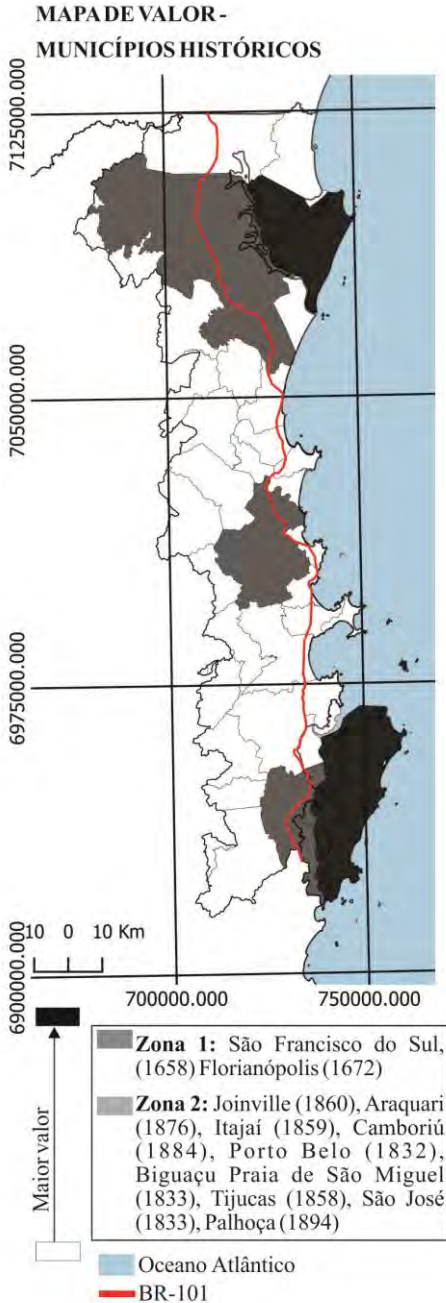 MAPA DE VALOR -
MUNICÍPIOS HISTÓRICOS
7125000.000
7050000.000
6975000.000
6900000.000
10 0 10 Km
700000.000 750000.000
Maior valor
Zona 1: São Francisco do Sul,
(1658) Florianópolis (1672)
Zona 2: Joinville (1860), Araquari
(1876), Itajaí (1859), Camboriú
(1884), Porto Belo (1832),
Biguaçu Praia de São Miguel
(1833), Tijucas (1858), São José
(1833), Palhoça (1894)
Oceano Atlântico
BR-101